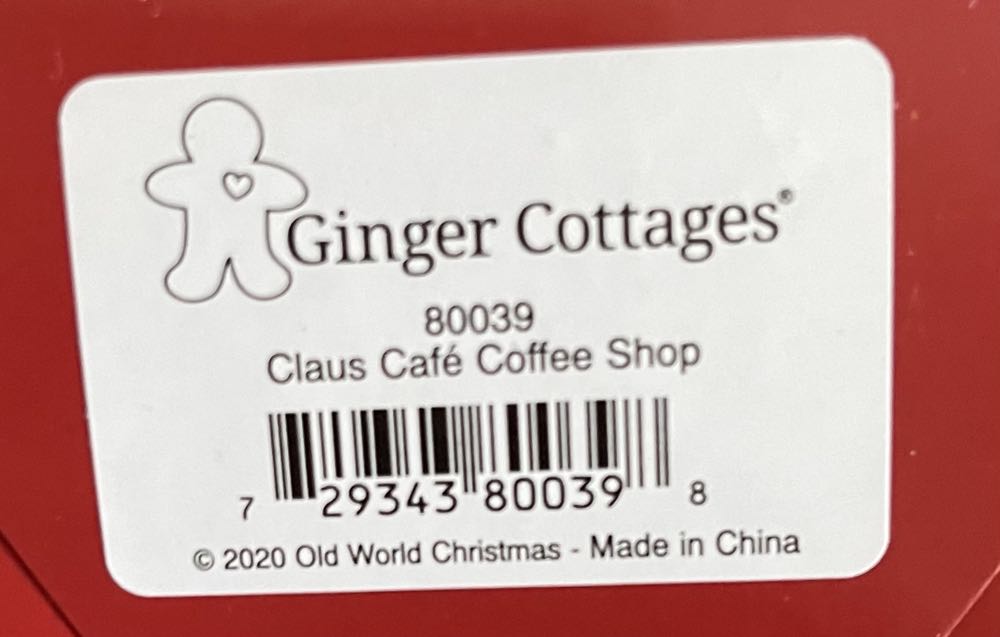 Ginger Cottages®
80039
Claus Café Coffee Shop
7 29343 80039 8
© 2020 Old World Christmas - Made in China